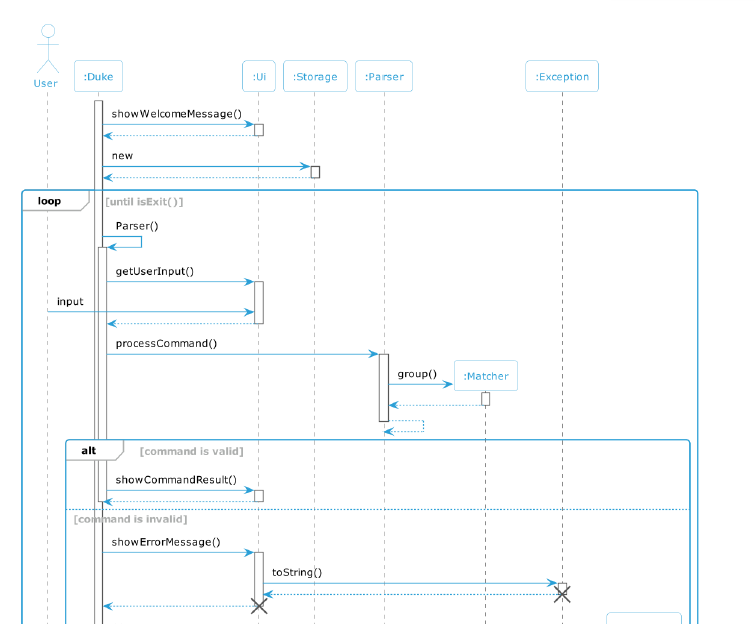 User
:Duke
:Ui
:Storage
:Parser
:Exception
showWelcomeMessage()
new
loop
[until isExit()]
Parser()
getUserInput()
input
processCommand()
group()
:Matcher
alt
[command is valid]
showCommandResult()
[command is invalid]
showErrorMessage()
toString()